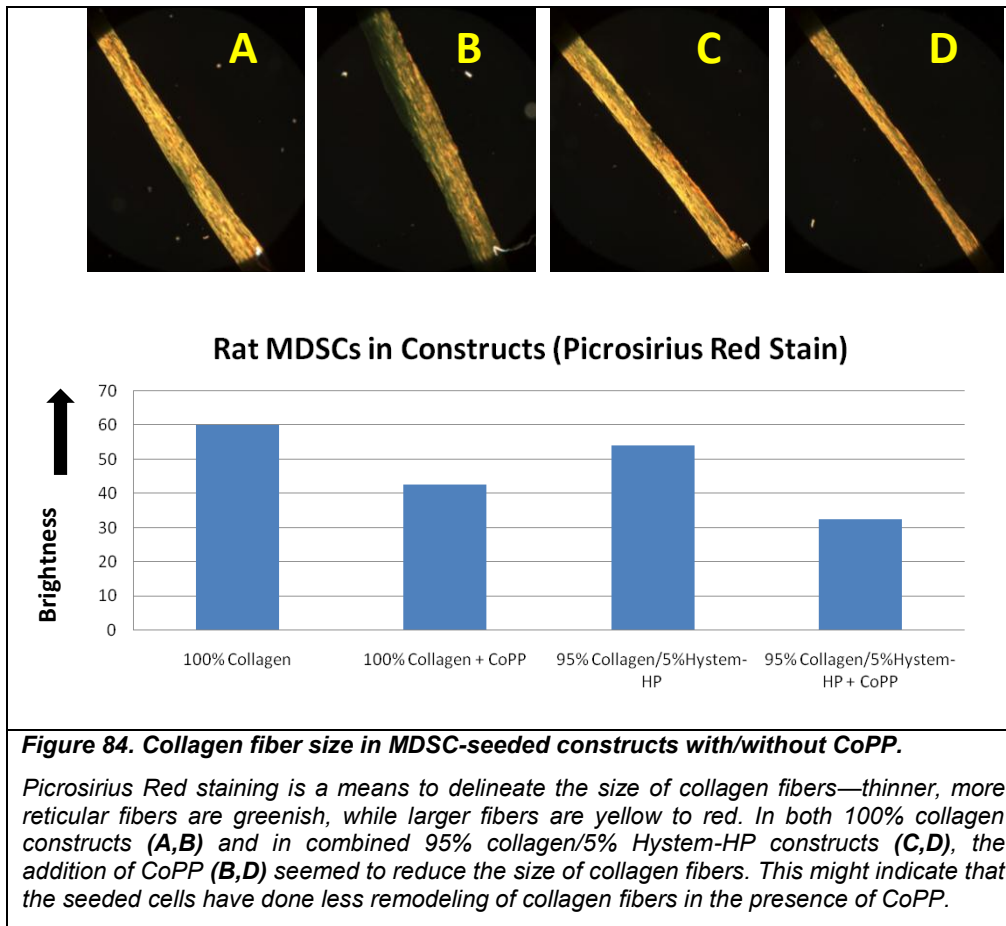 A B C D
Rat MDSCs in Constructs (Picrosirius Red Stain)
Brightness
70
60
50
40
30
20
10
0
100% Collagen
100% Collagen + CoPP
95% Collagen/5%Hystem-
HP
95% Collagen/5%Hystem-
HP + CoPP
Figure 84. Collagen fiber size in MDSC-seeded constructs with/without CoPP.
Picrosirius Red staining is a means to delineate the size of collagen fibers—thinner, more
reticular fibers are greenish, while larger fibers are yellow to red. In both 100% collagen
constructs (A,B) and in combined 95% collagen/5% Hystem-HP constructs (C,D), the
addition of CoPP (B,D) seemed to reduce the size of collagen fibers. This might indicate that
the seeded cells have done less remodeling of collagen fibers in the presence of CoPP.